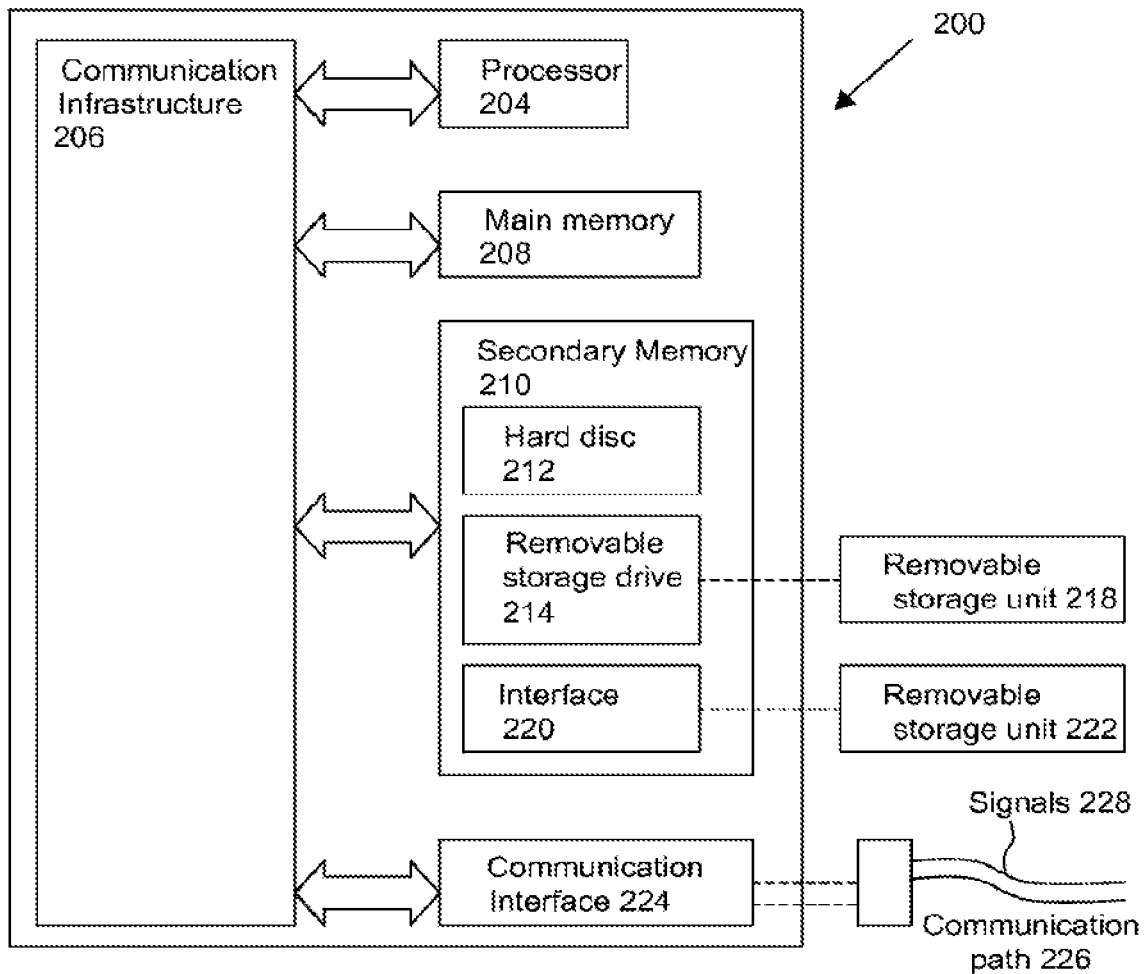 200
Communication
Infrastructure
206
Processor
204
Main memory
208
Secondary Memory
210
Hard disc
212
Removable
storage drive
214
Removable
storage unit 218
Interface
220
Removable
storage unit 222
Signals 228
Communication
Interface 224
Communication
path 226